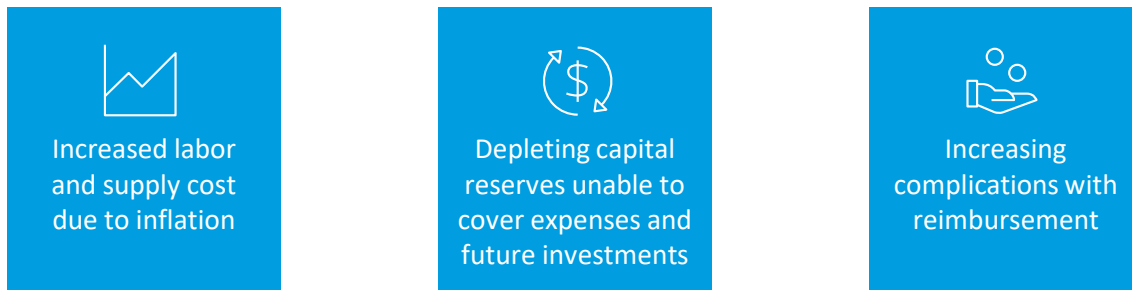 Increased labor
and supply cost
due to inflation
Depleting capital
reserves unable to
cover expenses and
future investments
Increasing
complications with
reimbursement